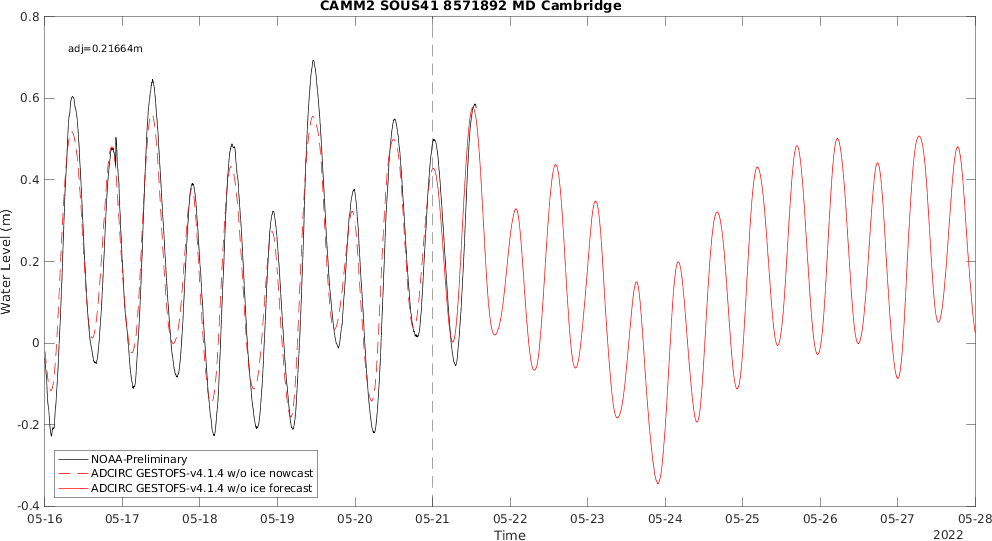 CAMM2 SOUS41 8571892 MD Cambridge
0.8
adj=0.21664m
0.6
0.4
0.2
0
-0.2
-0.4
Water Level (m)
NOAA-Preliminary
ADCIRC GESTOFS-v4.1.4 w/o ice nowcast
ADCIRC GESTOFS-v4.1.4 w/o ice forecast
05-16 05-17 05-18 05-19 05-20 05-21 05-22 05-23 05-24 05-25 05-26 05-27 05-28
Time
2022